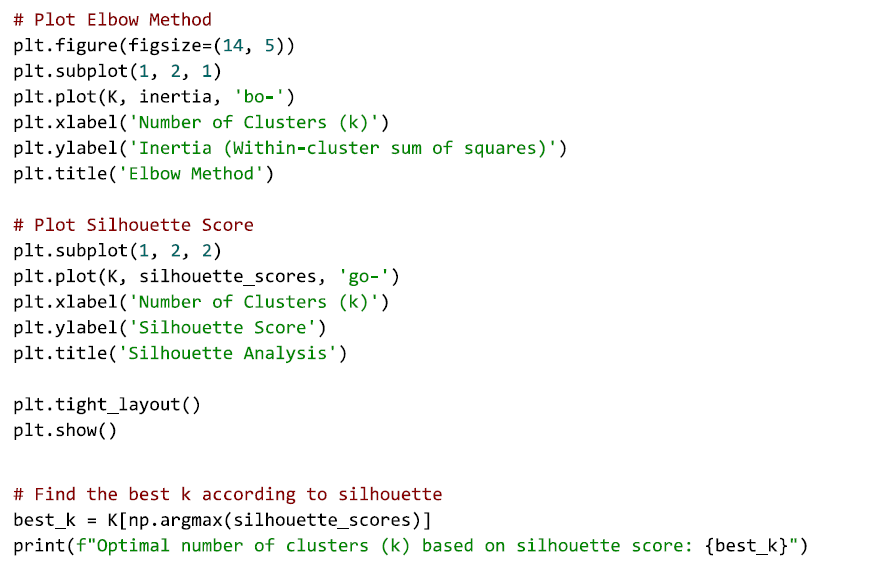 # Plot Elbow Method
plt.figure(figsize=(14, 5))
plt.subplot(1, 2, 1)
plt.plot(K, inertia, 'bo-')
plt.xlabel('Number of Clusters (k)')
plt.ylabel('Inertia (Within-cluster sum of squares)')
plt.title('Elbow Method')

# Plot Silhouette Score
plt.subplot(1, 2, 2)
plt.plot(K, silhouette_scores, 'go-')
plt.xlabel('Number of Clusters (k)')
plt.ylabel('Silhouette Score')
plt.title('Silhouette Analysis')

plt.tight_layout()
plt.show()

# Find the best k according to silhouette
best_k = K[np.argmax(silhouette_scores)]
print(f"Optimal number of clusters (k) based on silhouette score: {best_k}")